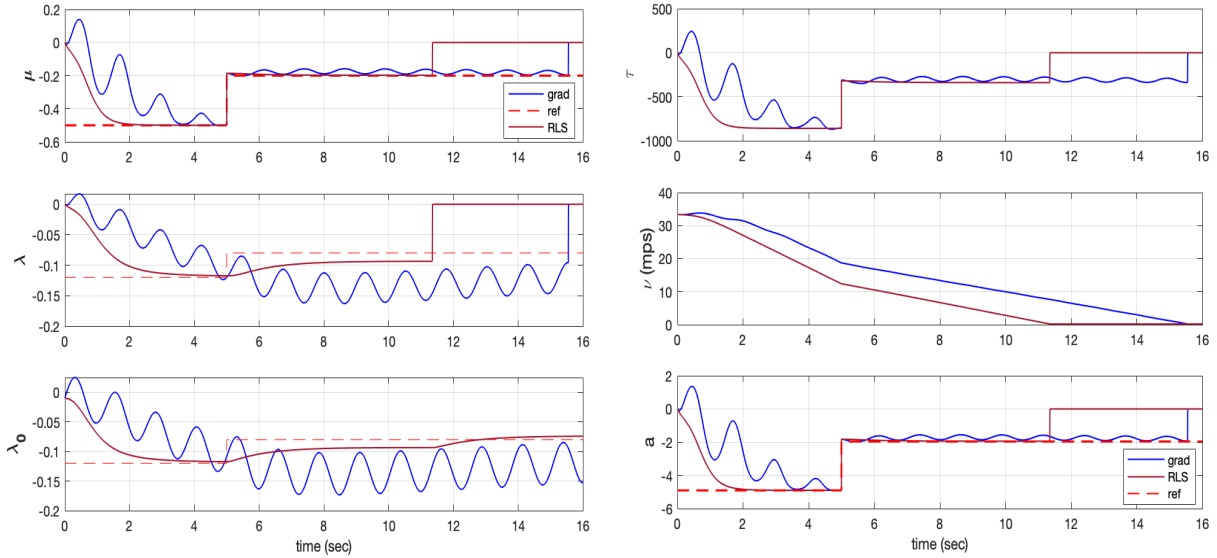 0.2
0
-0.2
-0.4
-0.6
μ
grad
ref
RLS
0 2 4 6 8 10 12 14 16
0
-0.05
-0.1
-0.15
-0.2
λ
0 2 4 6 8 10 12 14 16
0
-0.05
-0.1
-0.15
-0.2
λ0
0 2 4 6 8 10 12 14 16
time (sec)
500
0
-500
-1000
τ
0 2 4 6 8 10 12 14 16
40
30
20
10
0
ν (mps)
0 2 4 6 8 10 12 14 16
2
0
-2
-4
-6
a
grad
RLS
ref
0 2 4 6 8 10 12 14 16
time (sec)